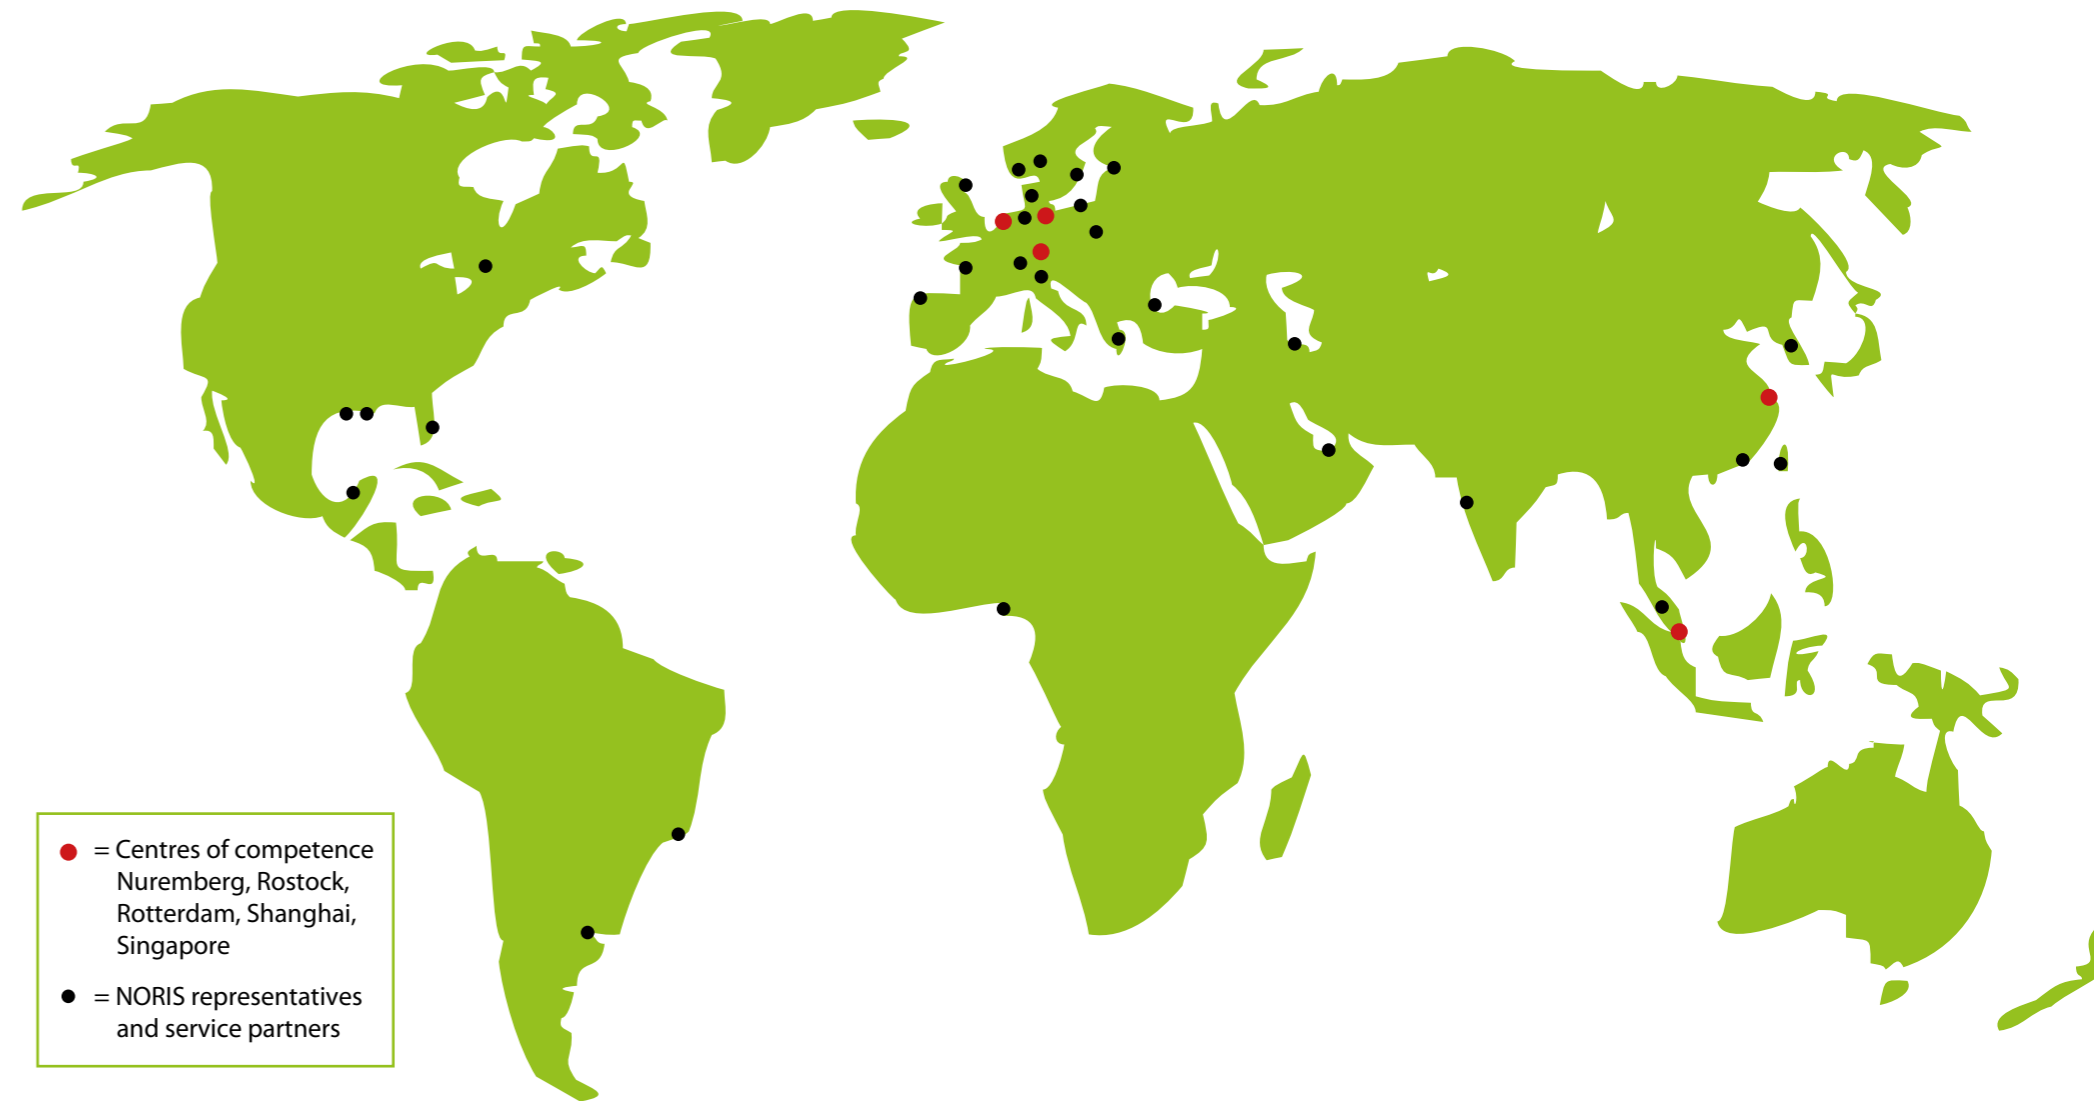 = Centres of competence
Nuremberg, Rostock,
Rotterdam, Shanghai,
Singapore
= NORIS representatives
and service partners